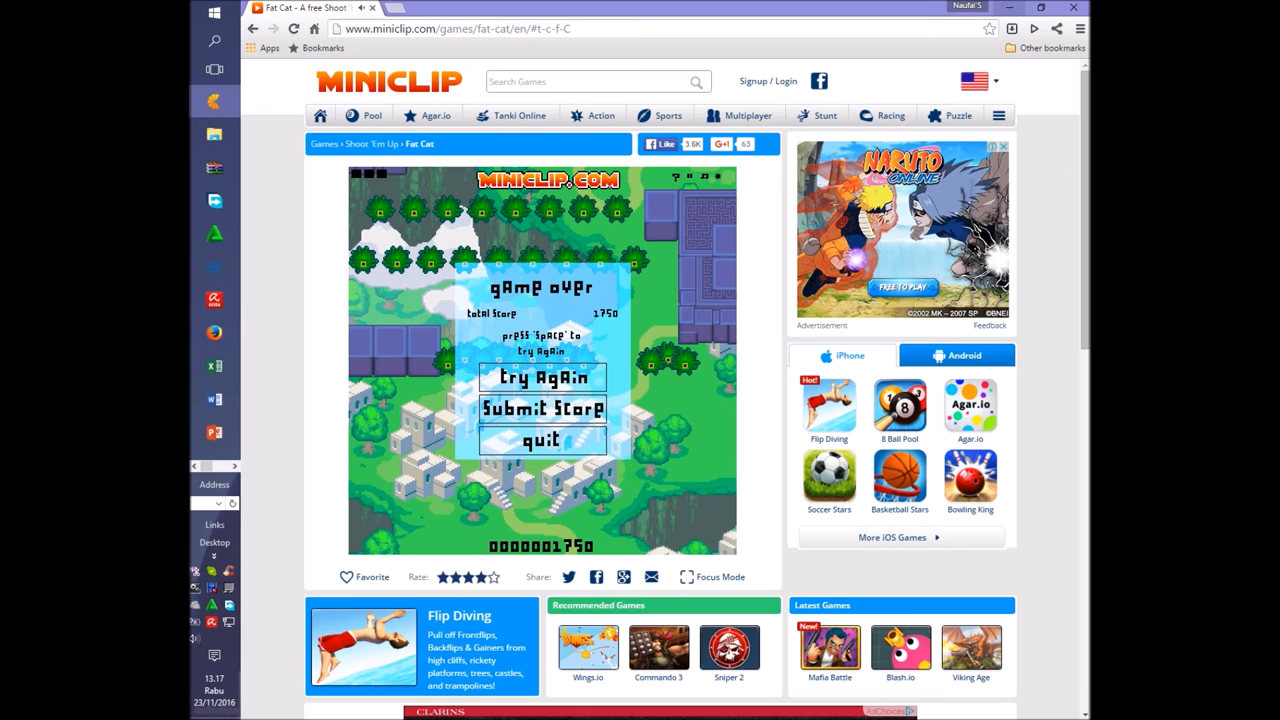 Fat Cat - A free Shoot '
Naufal'S
www.miniclip.com/games/fat-cat/en/#t-c-f-C
Apps
Bookmarks
Other bookmarks
MINICLIP
Search Games
Signup / Login
Pool
Agar.io
Tanki Online
Action
Sports
Multiplayer
Stunt
Racing
Puzzle
Games › Shoot 'Em Up › Fat Cat
Like
3.6K
G+1
63
MINICLIP.COM
game over
total score 1750
press 'space' to
try again
try again
submit score
quit
0000001750
NARUTO
ONLINE
FREE TO PLAY
©2002 MK – 2007 SP ©BNEI
Advertisement
Feedback
iPhone
Android
Hot!
Flip Diving
8 Ball Pool
Agar.io
Agar.io
Soccer Stars
Basketball Stars
Bowling King
More iOS Games
Favorite
Rate:
Share:
Focus Mode
Flip Diving
Pull off Frontflips,
Backflips & Gainers from
high cliffs, rickety
platforms, trees, castles,
and trampolines!
Recommended Games
WINGS.io
Wings.io
Commando 3
Sniper 2
Latest Games
New!
Mafia Battle
Blash.io
Viking Age
CLARINS
AdChoices
Address
Links
Desktop
13.17
Rabu
23/11/2016